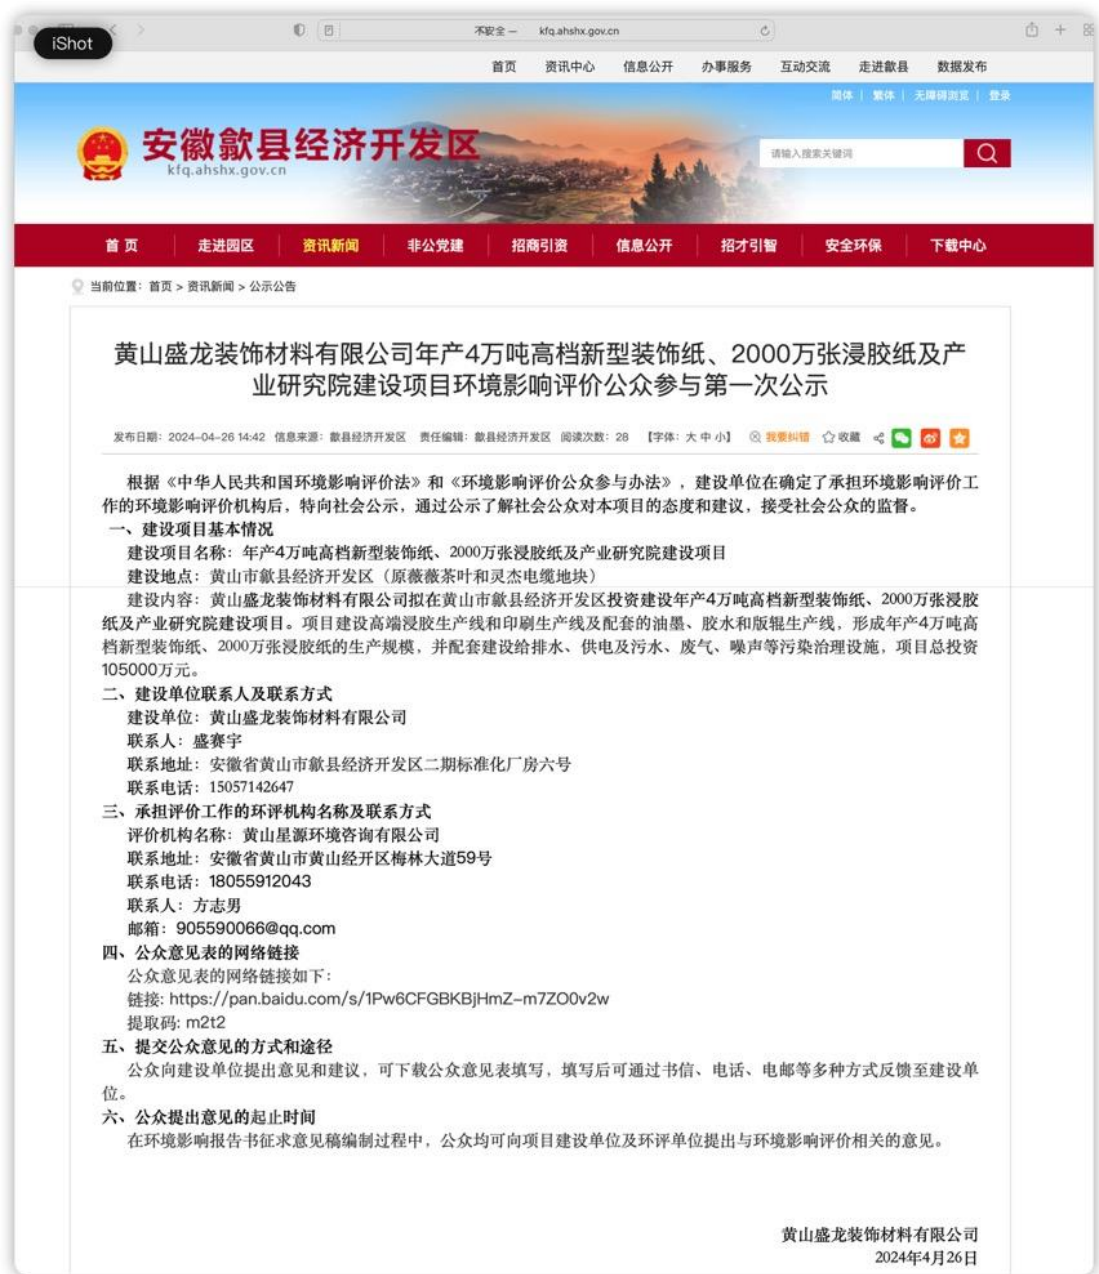 iShot
不安全 — kfq.ahshx.gov.cn
首页 资讯中心 信息公开 办事服务 互动交流 走进歙县 数据发布
简体 | 繁体 | 无障碍浏览 | 登录
安徽歙县经济开发区
kfq.ahshx.gov.cn
请输入搜索关键词
首 页 走进园区 资讯新闻 非公党建 招商引资 信息公开 招才引智 安全环保 下载中心
当前位置：首页 > 资讯新闻 > 公示公告
黄山盛龙装饰材料有限公司年产4万吨高档新型装饰纸、2000万张浸胶纸及产
业研究院建设项目环境影响评价公众参与第一次公示
发布日期：2024-04-26 14:42 信息来源：歙县经济开发区 责任编辑：歙县经济开发区 阅读次数：28 【字体：大 中 小】 我要纠错 收藏
根据《中华人民共和国环境影响评价法》和《环境影响评价公众参与办法》，建设单位在确定了承担环境影响评价工
作的环境影响评价机构后，特向社会公示，通过公示了解社会公众对本项目的态度和建议，接受社会公众的监督。
一、建设项目基本情况
建设项目名称：年产4万吨高档新型装饰纸、2000万张浸胶纸及产业研究院建设项目
建设地点：黄山市歙县经济开发区（原薇薇茶叶和灵杰电缆地块）
建设内容：黄山盛龙装饰材料有限公司拟在黄山市歙县经济开发区投资建设年产4万吨高档新型装饰纸、2000万张浸胶
纸及产业研究院建设项目。项目建设高端浸胶生产线和印刷生产线及配套的油墨、胶水和版辊生产线，形成年产4万吨高
档新型装饰纸、2000万张浸胶纸的生产规模，并配套建设给排水、供电及污水、废气、噪声等污染治理设施，项目总投资
105000万元。
二、建设单位联系人及联系方式
建设单位：黄山盛龙装饰材料有限公司
联系人：盛赛宇
联系地址：安徽省黄山市歙县经济开发区二期标准化厂房六号
联系电话：15057142647
三、承担评价工作的环评机构名称及联系方式
评价机构名称：黄山星源环境咨询有限公司
联系地址：安徽省黄山市黄山经开区梅林大道59号
联系电话：18055912043
联系人：方志男
邮箱：905590066@qq.com
四、公众意见表的网络链接
公众意见表的网络链接如下：
链接: https://pan.baidu.com/s/1Pw6CFGBKBjHmZ-m7ZO0v2w
提取码: m2t2
五、提交公众意见的方式和途径
公众向建设单位提出意见和建议，可下载公众意见表填写，填写后可通过书信、电话、电邮等多种方式反馈至建设单
位。
六、公众提出意见的起止时间
在环境影响报告书征求意见稿编制过程中，公众均可向项目建设单位及环评单位提出与环境影响评价相关的意见。
黄山盛龙装饰材料有限公司
2024年4月26日